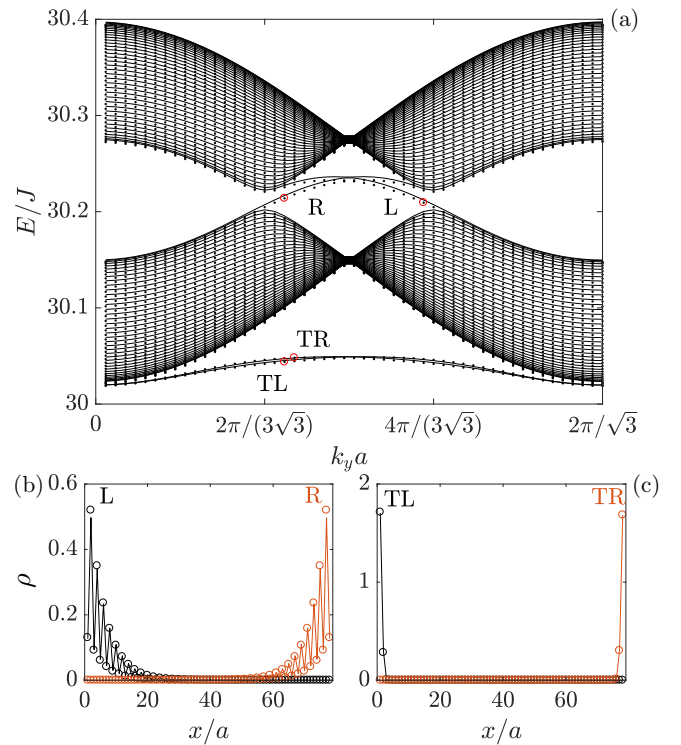 30.4
(a)
30.3
E/J
30.2
R
L
30.1
TR
TL
30
0
2π/(3√3)
4π/(3√3)
2π/√3
k_y a
(b)
0.6
L
R
2
TL
TR
(c)
0.4
ρ
1
0.2
0
0
0
20
40
60
0
20
40
60
x/a
x/a